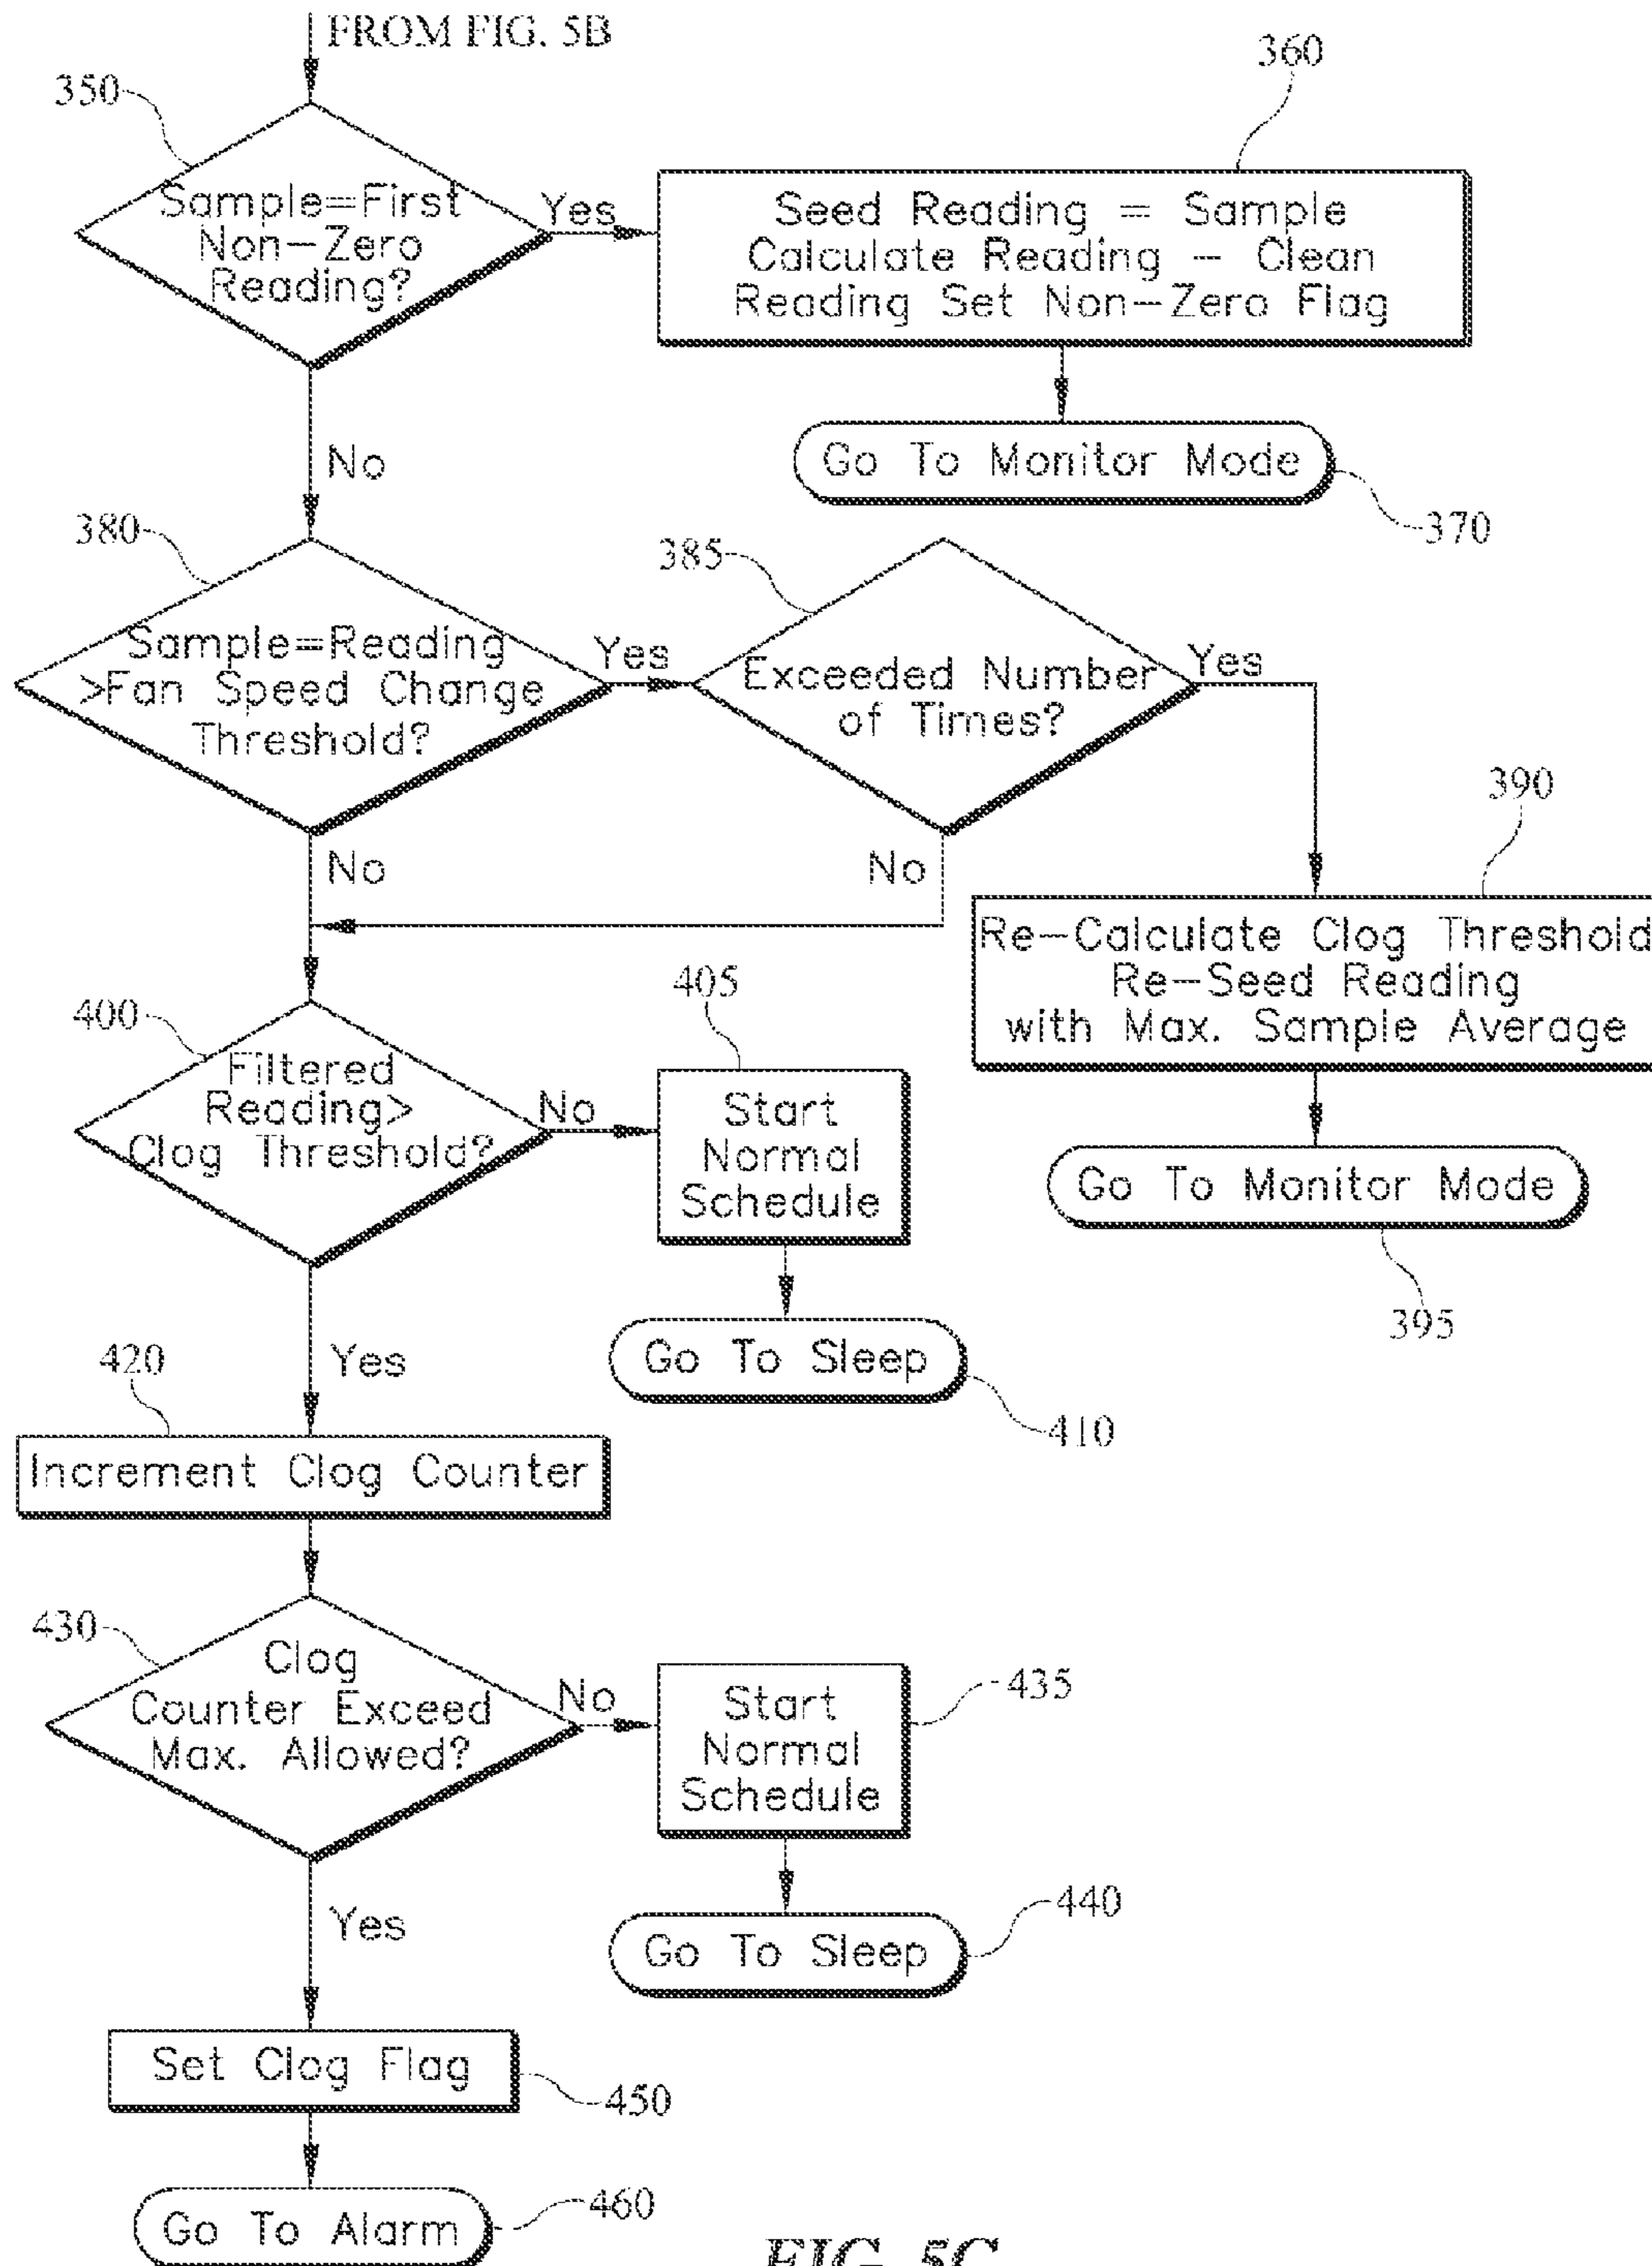 FROM FIG. 5B
350
Sample=First
Non-Zero
Reading?
Yes
360
Seed Reading = Sample
Calculate Reading - Clean
Reading Set Non-Zero Flag
Go To Monitor Mode
370
No
380
Sample=Reading
>Fan Speed Change
Threshold?
Yes
385
Exceeded Number
of Times?
Yes
No
No
390
Re-Calculate Clog Threshold
Re-Seed Reading
with Max. Sample Average
Go To Monitor Mode
395
400
Filtered
Reading>
Clog Threshold?
No
405
Start
Normal
Schedule
Go To Sleep
410
Yes
420
Increment Clog Counter
430
Clog
Counter Exceed
Max. Allowed?
No
Start
Normal
Schedule
435
Go To Sleep
440
Yes
Set Clog Flag
450
Go To Alarm
460
FIG. 5C